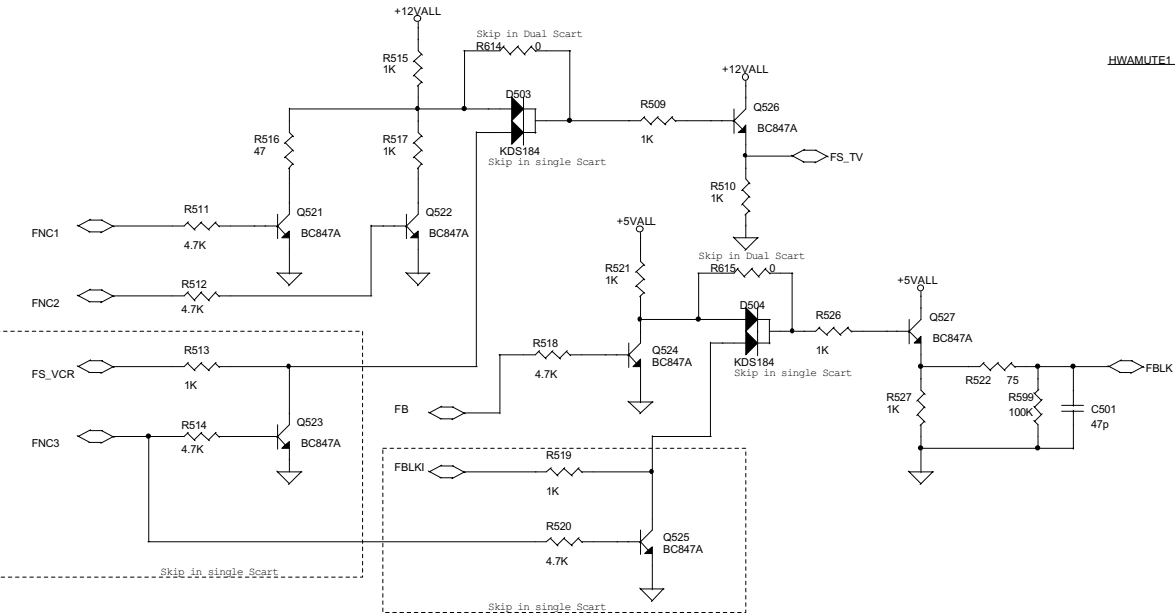 +12VALL
Skip in Dual Scart
R614 0
R515
1K
HWAMUTE1
+12VALL
D503
R509
1K
Q526
BC847A
R516
47
R517
1K
KDS184
Skip in single Scart
FS_TV
R510
1K
R511
4.7K
Q521
BC847A
Q522
BC847A
FNC1
+5VALL
Skip in Dual Scart
R615 0
R521
1K
R512
4.7K
FNC2
+5VALL
D504
R526
1K
Q527
BC847A
R513
1K
FS_VCR
R518
4.7K
Q524
BC847A
KDS184
Skip in single Scart
FBLK
R522 75
R527
1K
R599
100K
C501
47p
FB
Q523
BC847A
R514
4.7K
FNC3
R519
1K
FBLKI
R520
4.7K
Q525
BC847A
Skip in single Scart
Skip in single Scart